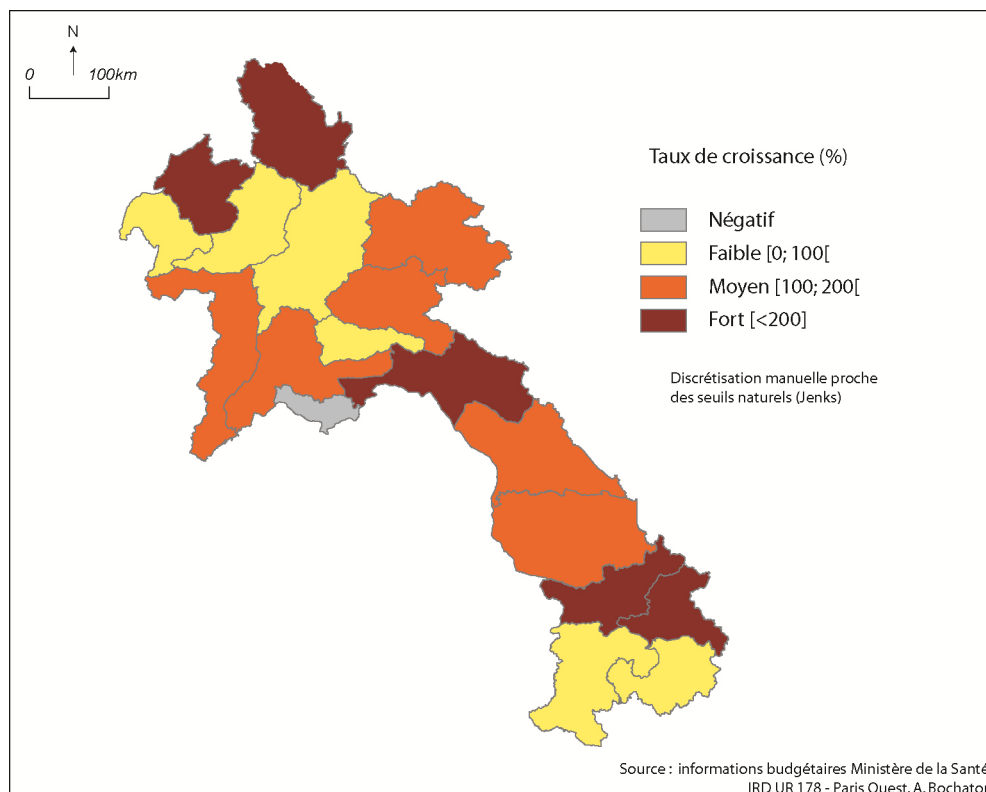 N
0 100km
Taux de croissance (%)
Négatif
Faible [0; 100[
Moyen [100; 200[
Fort [<200]
Discrétisation manuelle proche
des seuils naturels (Jenks)
Source : informations budgétaires Ministère de la Santé
IRD UR 178 - Paris Ouest, A. Bochaton